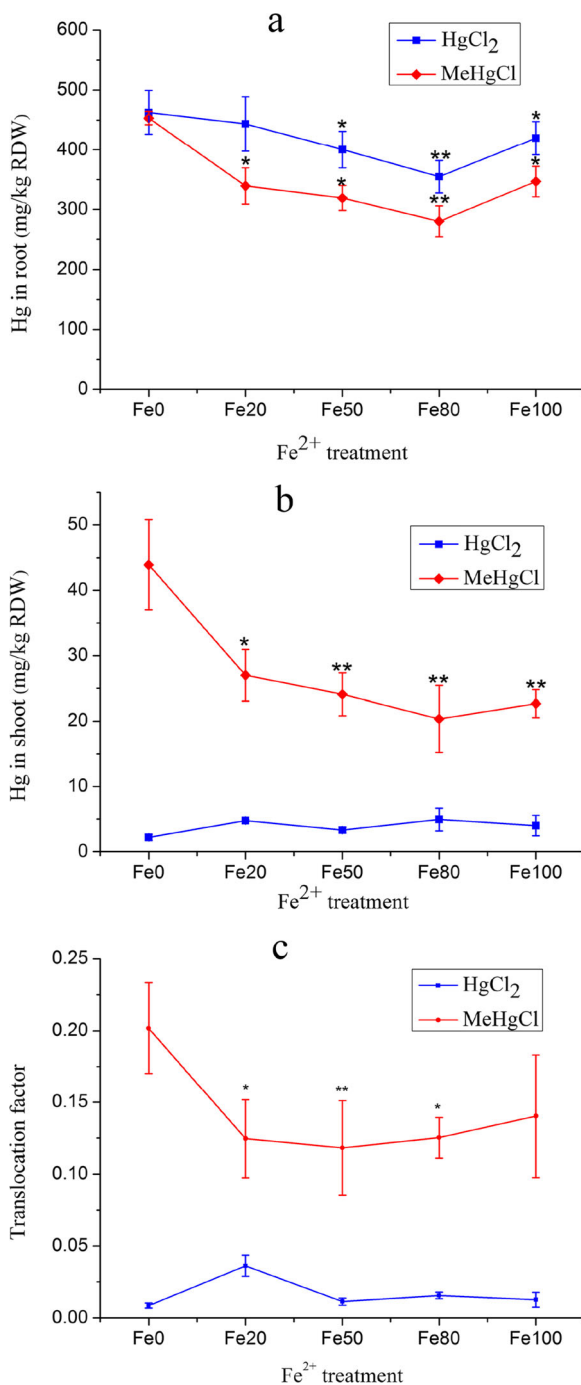 a
600
HgCl2
MeHgCl
500
400
300
200
100
0
* ** *
* * ** *
Hg in root (mg/kg RDW)
Fe0 Fe20 Fe50 Fe80 Fe100
Fe2+ treatment
b
50
HgCl2
MeHgCl
40
30
20
10
0
* ** ** **
Hg in shoot (mg/kg RDW)
Fe0 Fe20 Fe50 Fe80 Fe100
Fe2+ treatment
c
0.25
HgCl2
MeHgCl
0.20
0.15
0.10
0.05
0.00
* ** *
Translocation factor
Fe0 Fe20 Fe50 Fe80 Fe100
Fe2+ treatment